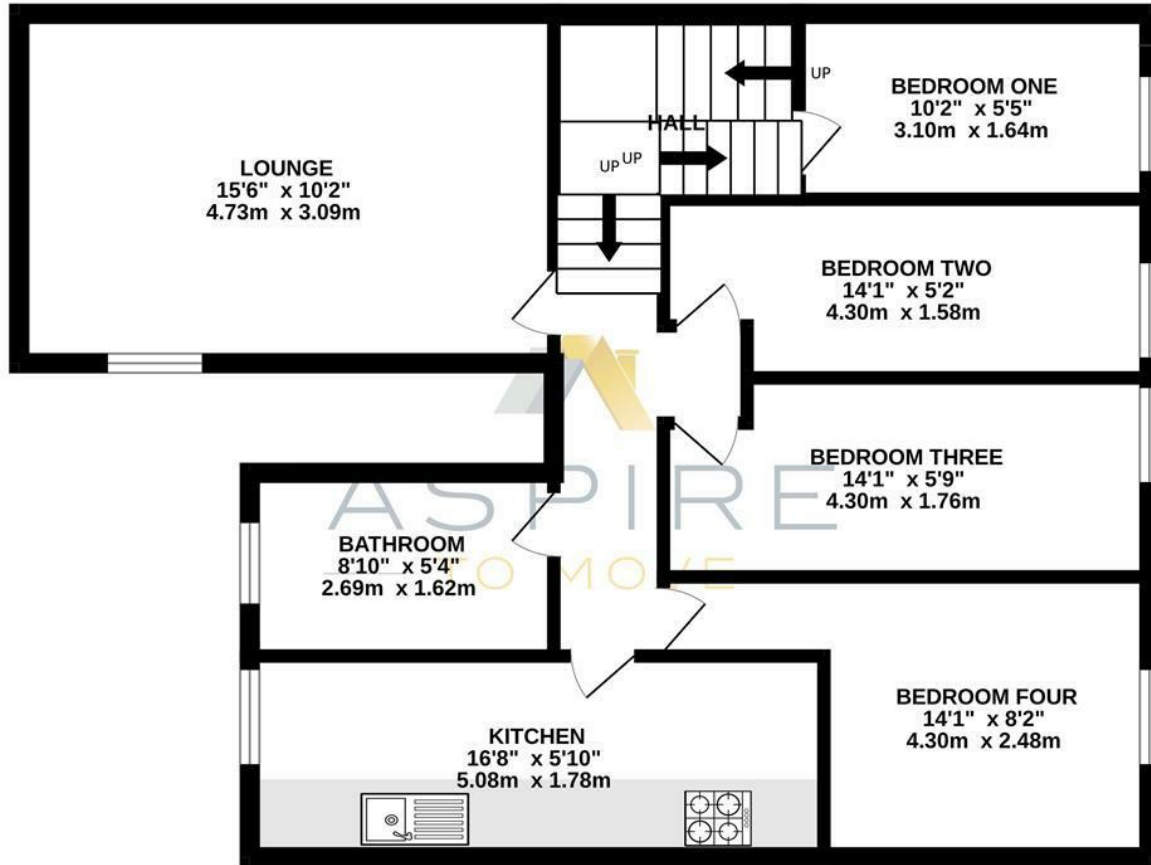 LOUNGE
15'6" x 10'2"
4.73m x 3.09m
UP
HALL
UP UP
BEDROOM ONE
10'2" x 5'5"
3.10m x 1.64m
BEDROOM TWO
14'1" x 5'2"
4.30m x 1.58m
BEDROOM THREE
14'1" x 5'9"
4.30m x 1.76m
ASPIRE
TO MOVE
BATHROOM
8'10" x 5'4"
2.69m x 1.62m
BEDROOM FOUR
14'1" x 8'2"
4.30m x 2.48m
KITCHEN
16'8" x 5'10"
5.08m x 1.78m